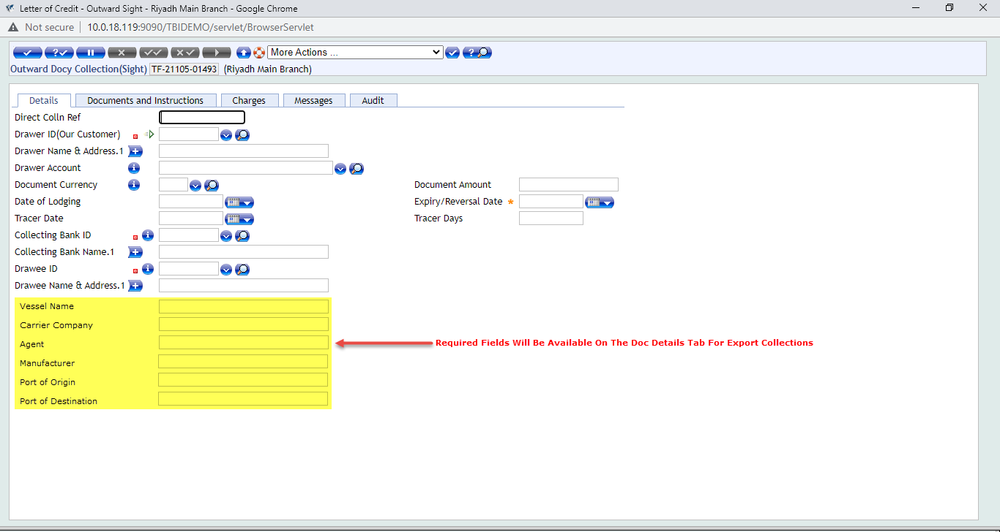 Letter of Credit - Outward Sight - Riyadh Main Branch - Google Chrome
Not secure | 10.0.18.119:9090/TBIDEMO/servlet/BrowserServlet
More Actions ...
Outward Docy Collection(Sight) TF-21105-01493 (Riyadh Main Branch)
Details Documents and Instructions Charges Messages Audit
Direct Colln Ref
Drawer ID(Our Customer)
Drawer Name & Address.1
Drawer Account
Document Currency Document Amount
Date of Lodging Expiry/Reversal Date *
Tracer Date Tracer Days
Collecting Bank ID
Collecting Bank Name.1
Drawee ID
Drawee Name & Address.1
Vessel Name
Carrier Company
Agent Required Fields Will Be Available On The Doc Details Tab For Export Collections
Manufacturer
Port of Origin
Port of Destination